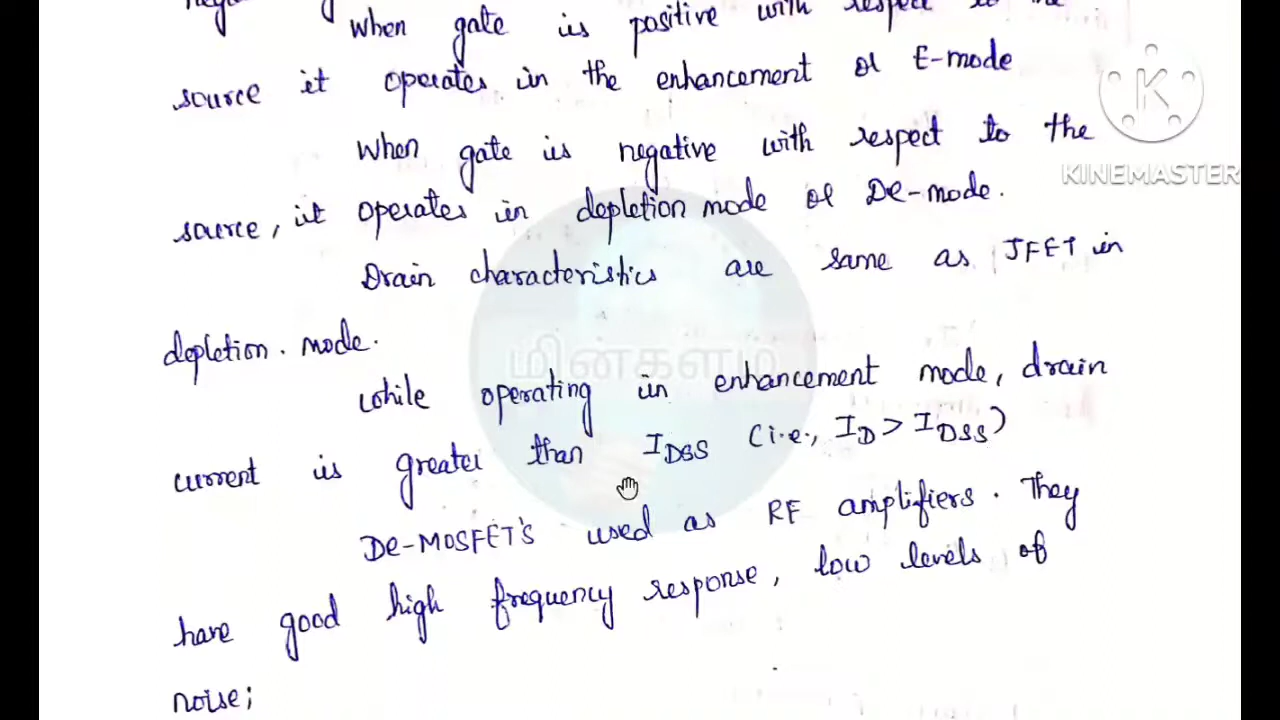 when gate is positive with respect to the
source it operates in the enhancement or E-mode
when gate is negative with respect to the
source, it operates in depletion mode or De-mode.
Drain characteristics are same as JFET in
depletion. mode.
while operating in enhancement mode, drain
current is greater than IDSS (i.e., ID > IDSS)
De-MOSFET's used as RF amplifiers. They
have good high frequency response, low levels of
noise;
மின்களம்
K
KINEMASTER